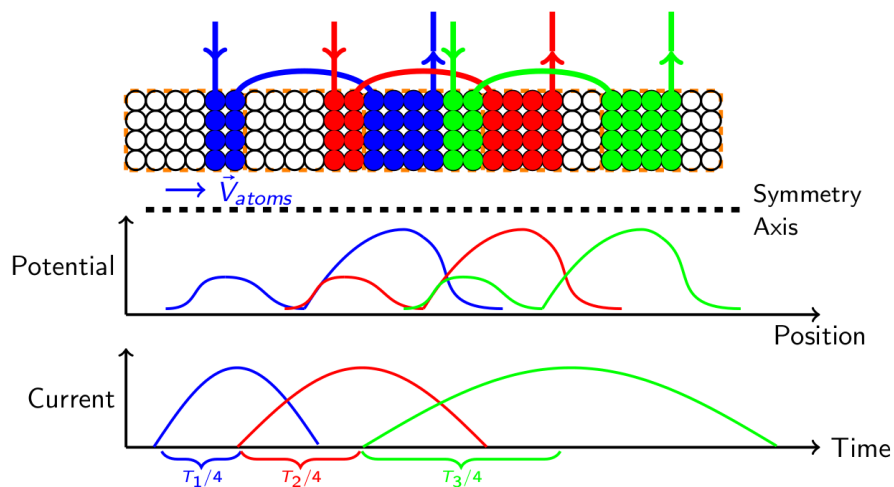 V⃗atoms
Symmetry
Axis
Potential
Position
Current
Time
T1/4
T2/4
T3/4